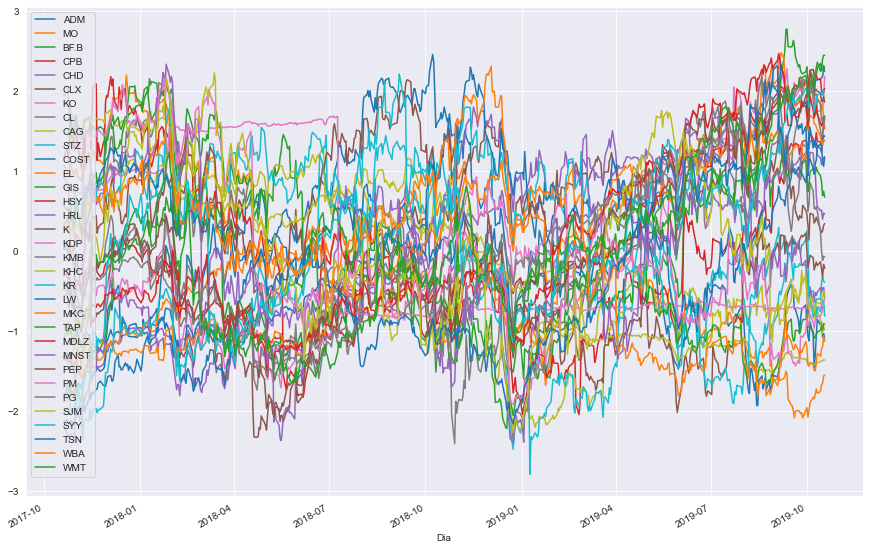 3
2
1
0
−1
−2
−3
ADM
MO
BF.B
CPB
CHD
CLX
KO
CL
CAG
STZ
COST
EL
GIS
HSY
HRL
K
KDP
KMB
KHC
KR
LW
MKC
TAP
MDLZ
MNST
PEP
PM
PG
SJM
SYY
TSN
WBA
WMT
2017-10
2018-01
2018-04
2018-07
2018-10
2019-01
2019-04
2019-07
2019-10
Dia